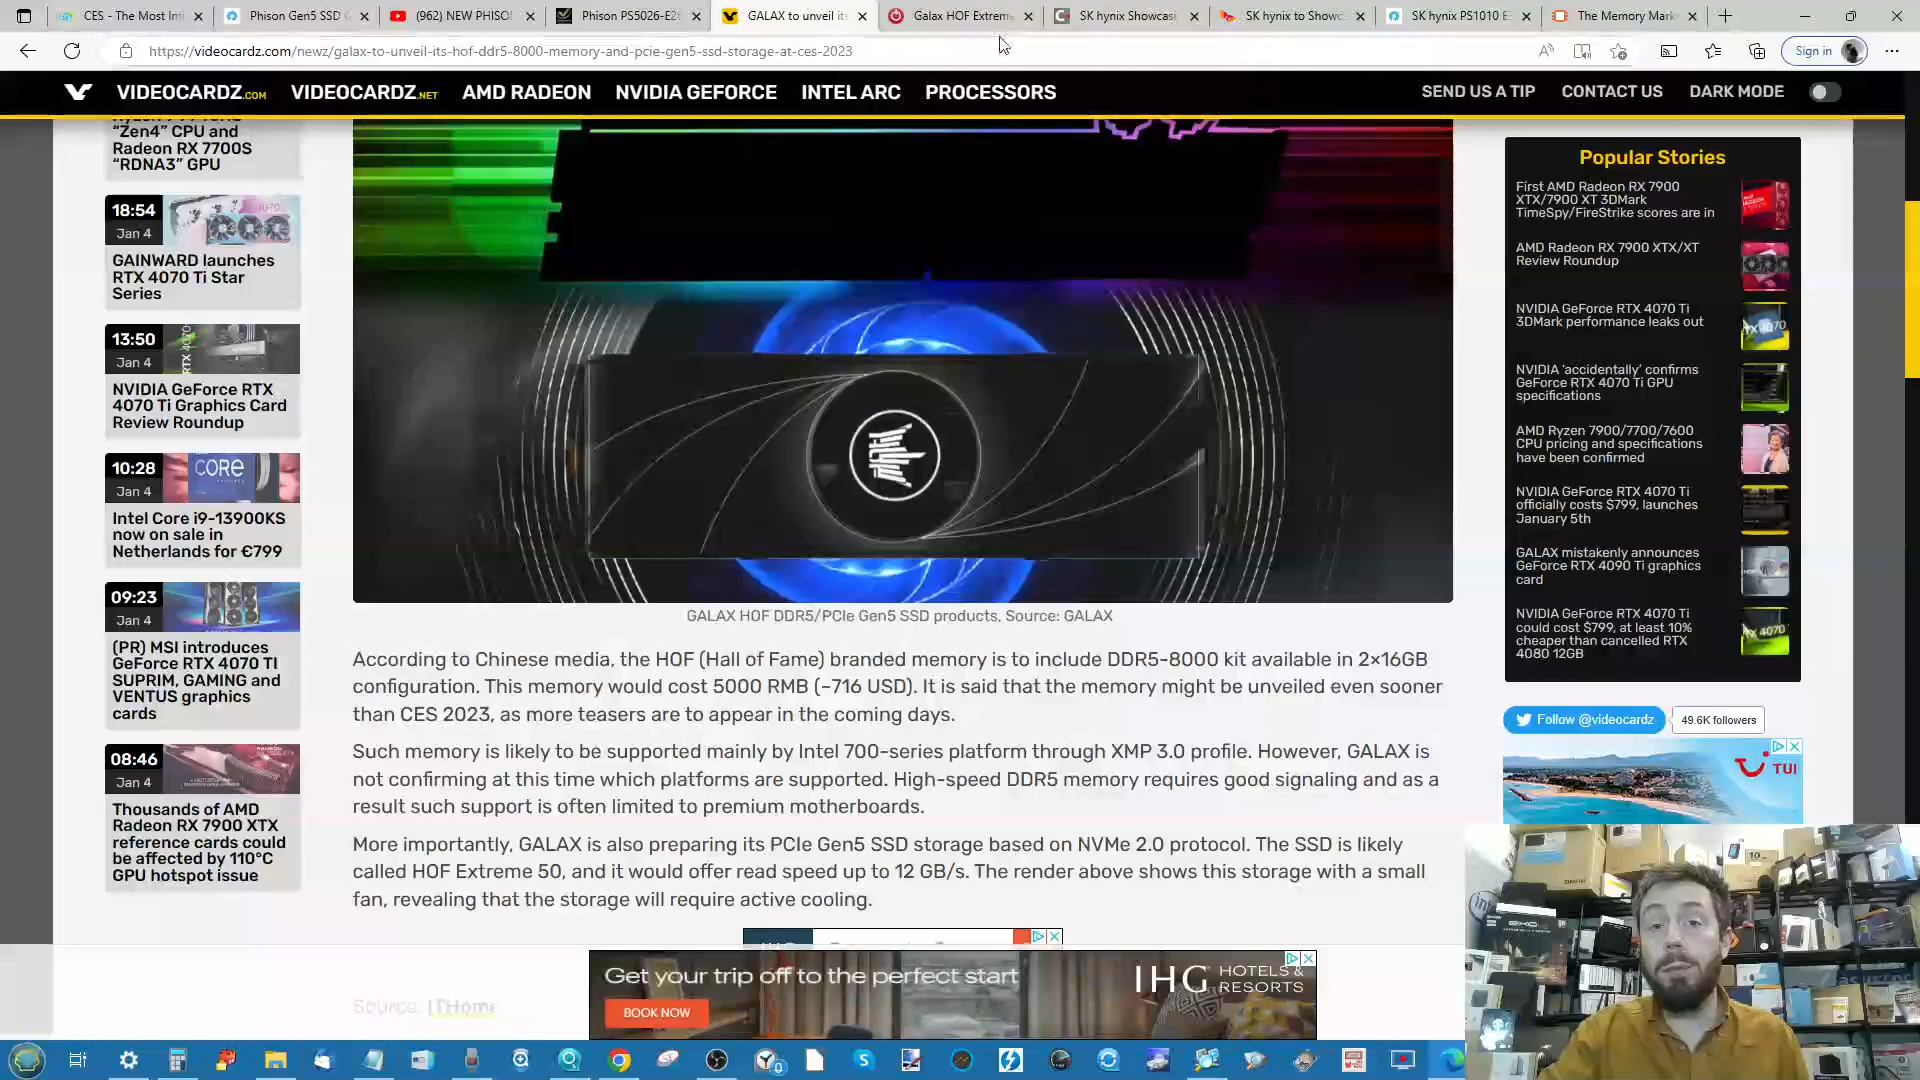 CES - The Most Inf
Phison Gen5 SSD C
(962) NEW PHISON
Phison PS5026-E26
GALAX to unveil its
Galax HOF Extreme
SK hynix Showcas
SK hynix to Showc
SK hynix PS1010 E
The Memory Mark
https://videocardz.com/newz/galax-to-unveil-its-hof-ddr5-8000-memory-and-pcie-gen5-ssd-storage-at-ces-2023
Sign in
VIDEOCARDZ.COM
VIDEOCARDZ.NET
AMD RADEON
NVIDIA GEFORCE
INTEL ARC
PROCESSORS
SEND US A TIP
CONTACT US
DARK MODE
"Zen4" CPU and
Radeon RX 7700S
"RDNA3" GPU
18:54
Jan 4
GAINWARD launches
RTX 4070 Ti Star
Series
13:50
Jan 4
NVIDIA GeForce RTX
4070 Ti Graphics Card
Review Roundup
10:28
Jan 4
CORE
Intel Core i9-13900KS
now on sale in
Netherlands for €799
09:23
Jan 4
(PR) MSI introduces
GeForce RTX 4070 TI
SUPRIM, GAMING and
VENTUS graphics
cards
08:46
Jan 4
Thousands of AMD
Radeon RX 7900 XTX
reference cards could
be affected by 110°C
GPU hotspot issue
GALAX HOF DDR5/PCIe Gen5 SSD products, Source: GALAX
According to Chinese media, the HOF (Hall of Fame) branded memory is to include DDR5-8000 kit available in 2×16GB
configuration. This memory would cost 5000 RMB (~716 USD). It is said that the memory might be unveiled even sooner
than CES 2023, as more teasers are to appear in the coming days.
Such memory is likely to be supported mainly by Intel 700-series platform through XMP 3.0 profile. However, GALAX is
not confirming at this time which platforms are supported. High-speed DDR5 memory requires good signaling and as a
result such support is often limited to premium motherboards.
More importantly, GALAX is also preparing its PCIe Gen5 SSD storage based on NVMe 2.0 protocol. The SSD is likely
called HOF Extreme 50, and it would offer read speed up to 12 GB/s. The render above shows this storage with a small
fan, revealing that the storage will require active cooling.
Source: ITHome
Get your trip off to the perfect start
BOOK NOW
IHG HOTELS &
RESORTS
Popular Stories
First AMD Radeon RX 7900
XTX/7900 XT 3DMark
TimeSpy/FireStrike scores are in
AMD Radeon RX 7900 XTX/XT
Review Roundup
NVIDIA GeForce RTX 4070 Ti
3DMark performance leaks out
NVIDIA 'accidentally' confirms
GeForce RTX 4070 Ti GPU
specifications
AMD Ryzen 7900/7700/7600
CPU pricing and specifications
have been confirmed
NVIDIA GeForce RTX 4070 Ti
officially costs $799, launches
January 5th
GALAX mistakenly announces
GeForce RTX 4090 Ti graphics
card
NVIDIA GeForce RTX 4070 Ti
could cost $799, at least 10%
cheaper than cancelled RTX
4080 12GB
Follow @videocardz
49.6K followers
TUI